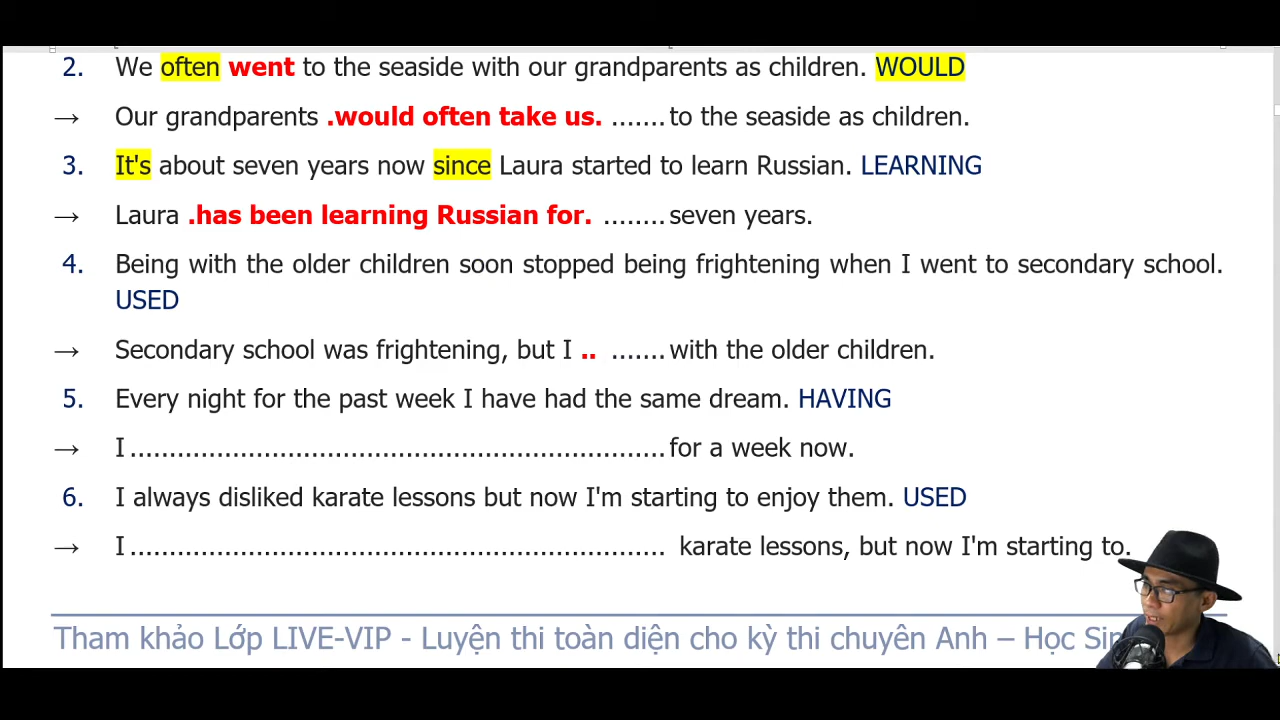 2. We often went to the seaside with our grandparents as children. WOULD
→ Our grandparents .would often take us. .......to the seaside as children.
3. It's about seven years now since Laura started to learn Russian. LEARNING
→ Laura .has been learning Russian for. ........seven years.
4. Being with the older children soon stopped being frightening when I went to secondary school.
USED
→ Secondary school was frightening, but I .. .......with the older children.
5. Every night for the past week I have had the same dream. HAVING
→ I....................................................................for a week now.
6. I always disliked karate lessons but now I'm starting to enjoy them. USED
→ I.................................................................... karate lessons, but now I'm starting to.
Tham khảo Lớp LIVE-VIP - Luyện thi toàn diện cho kỳ thi chuyên Anh – Học